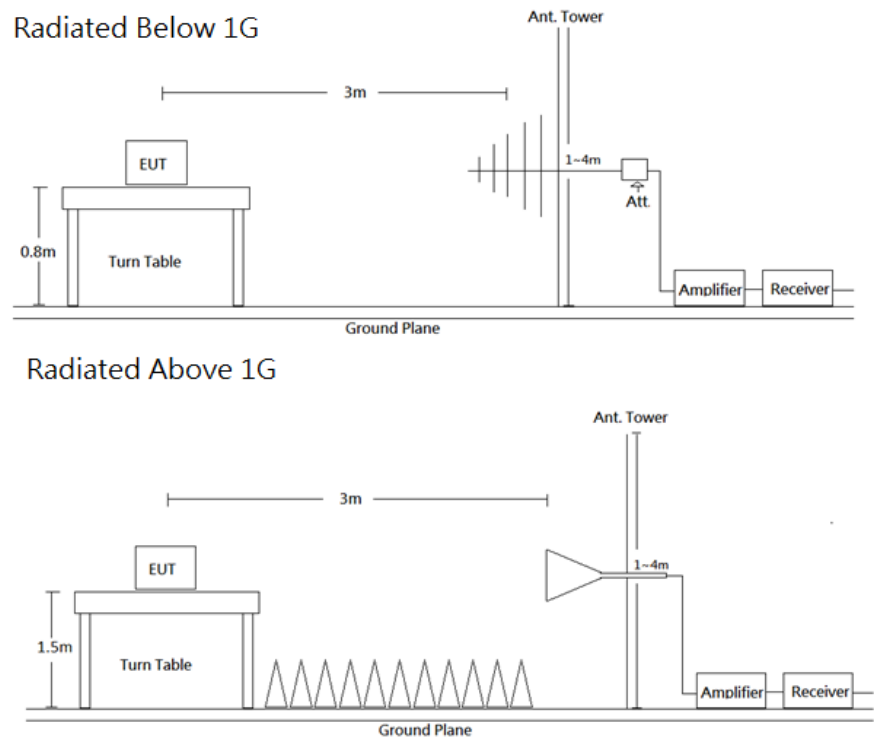 Radiated Below 1G
Ant. Tower
3m
EUT
1~4m
Att.
0.8m
Turn Table
Amplifier
Receiver
Ground Plane
Radiated Above 1G
Ant. Tower
3m
EUT
1~4m
1.5m
Turn Table
Amplifier
Receiver
Ground Plane